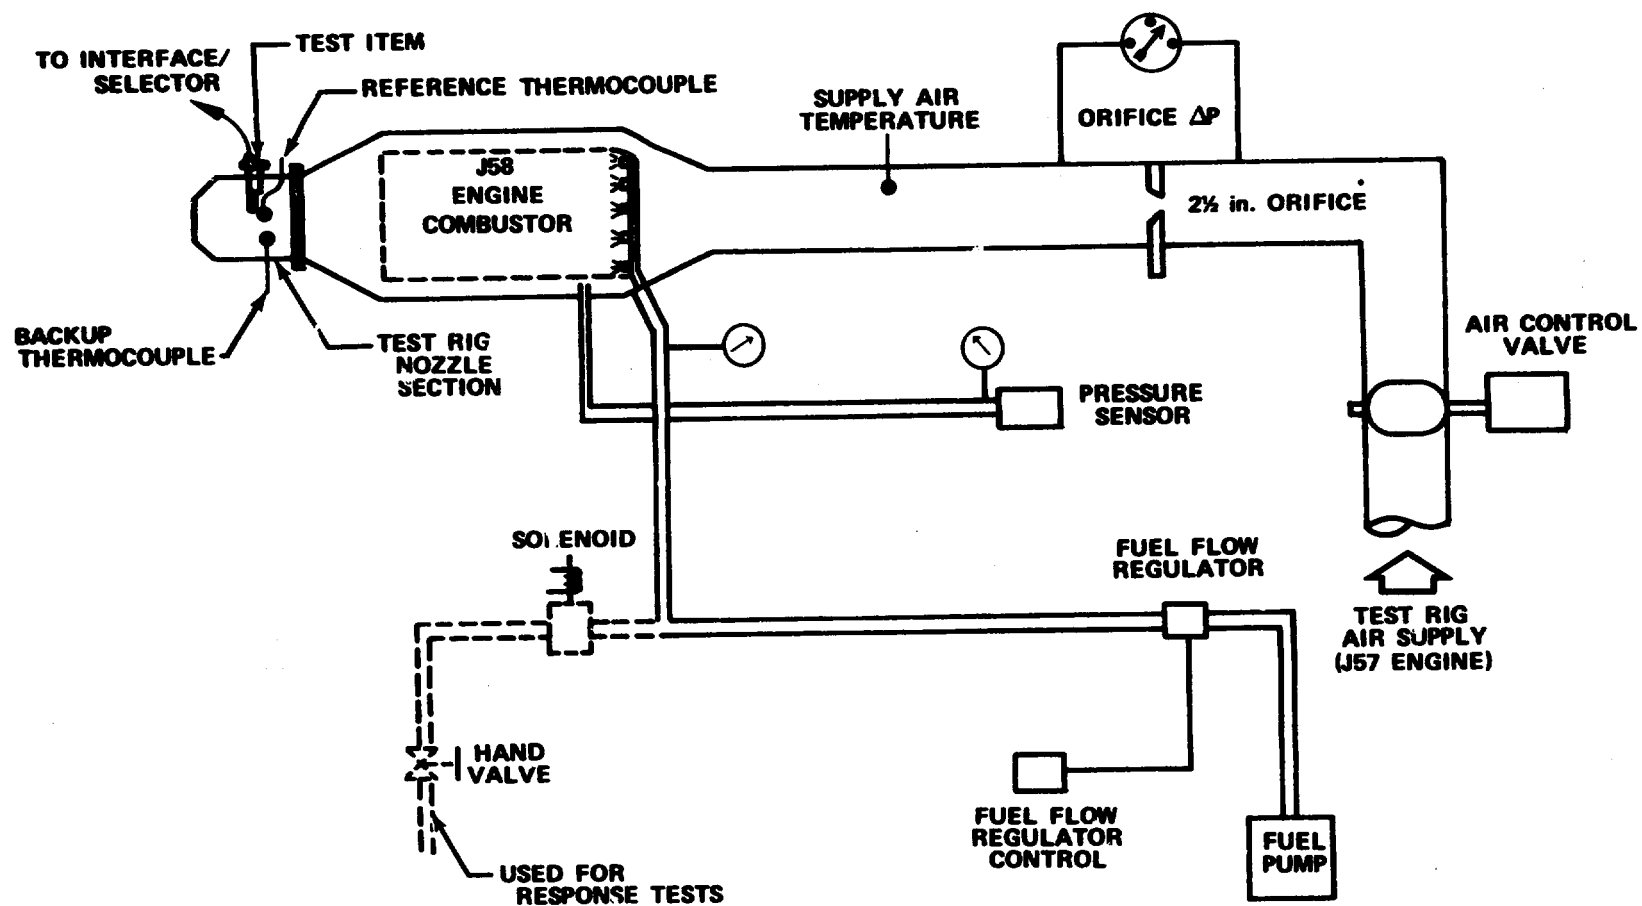 TEST ITEM
TO INTERFACE/
SELECTOR
REFERENCE THERMOCOUPLE
SUPPLY AIR
TEMPERATURE
ORIFICE ΔP
J58
ENGINE
COMBUSTOR
2½ in. ORIFICE
BACKUP
THERMOCOUPLE
TEST RIG
NOZZLE
SECTION
PRESSURE
SENSOR
AIR CONTROL
VALVE
SOLENOID
FUEL FLOW
REGULATOR
TEST RIG
AIR SUPPLY
(J57 ENGINE)
HAND
VALVE
FUEL FLOW
REGULATOR
CONTROL
FUEL
PUMP
USED FOR
RESPONSE TESTS